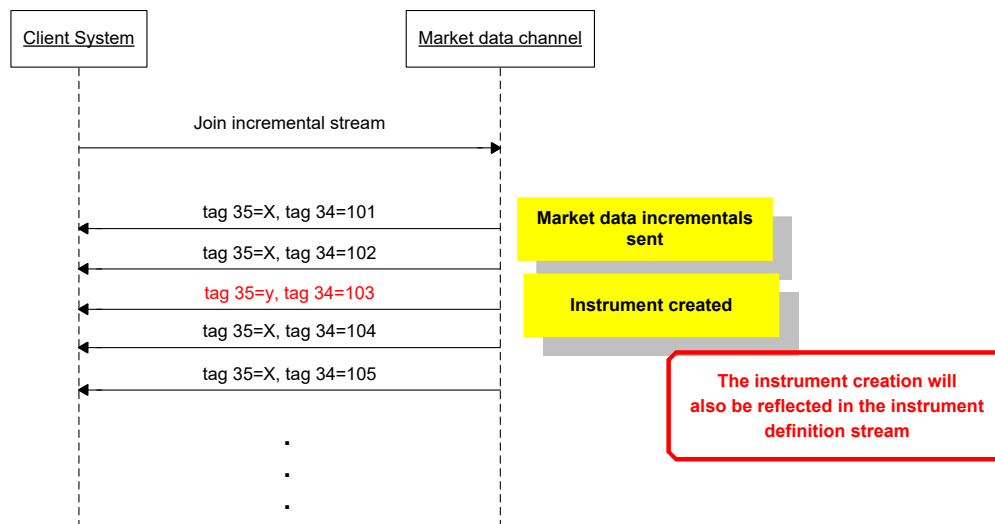 Client System
Market data channel
Join incremental stream
tag 35=X, tag 34=101
Market data incrementals
sent
tag 35=X, tag 34=102
tag 35=y, tag 34=103
Instrument created
tag 35=X, tag 34=104
tag 35=X, tag 34=105
The instrument creation will
also be reflected in the instrument
definition stream
.
.
.